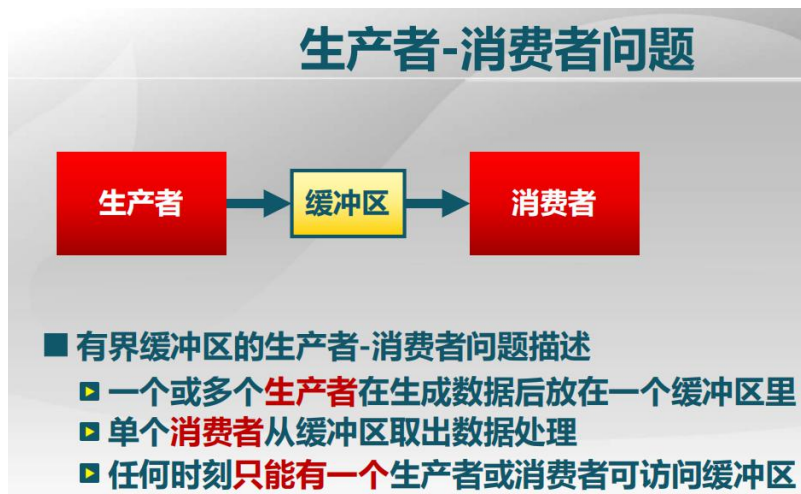 生产者-消费者问题
生产者
缓冲区
消费者
有界缓冲区的生产者-消费者问题描述
一个或多个生产者在生成数据后放在一个缓冲区里
单个消费者从缓冲区取出数据处理
任何时刻只能有一个生产者或消费者可访问缓冲区